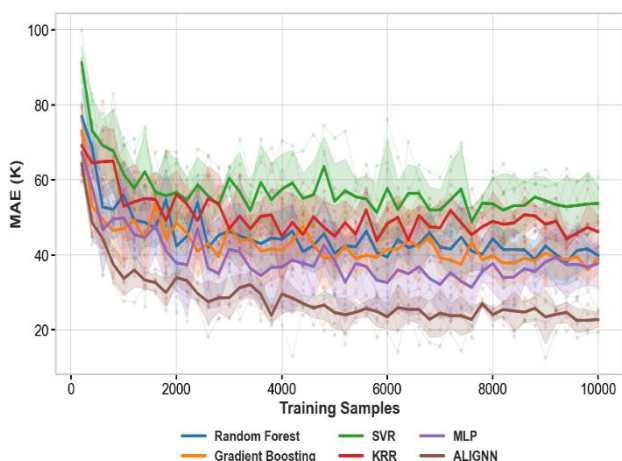 100
80
60
40
20
MAE (K)
0 2000 4000 6000 8000 10000
Training Samples
Random Forest SVR MLP
Gradient Boosting KRR ALIGNN